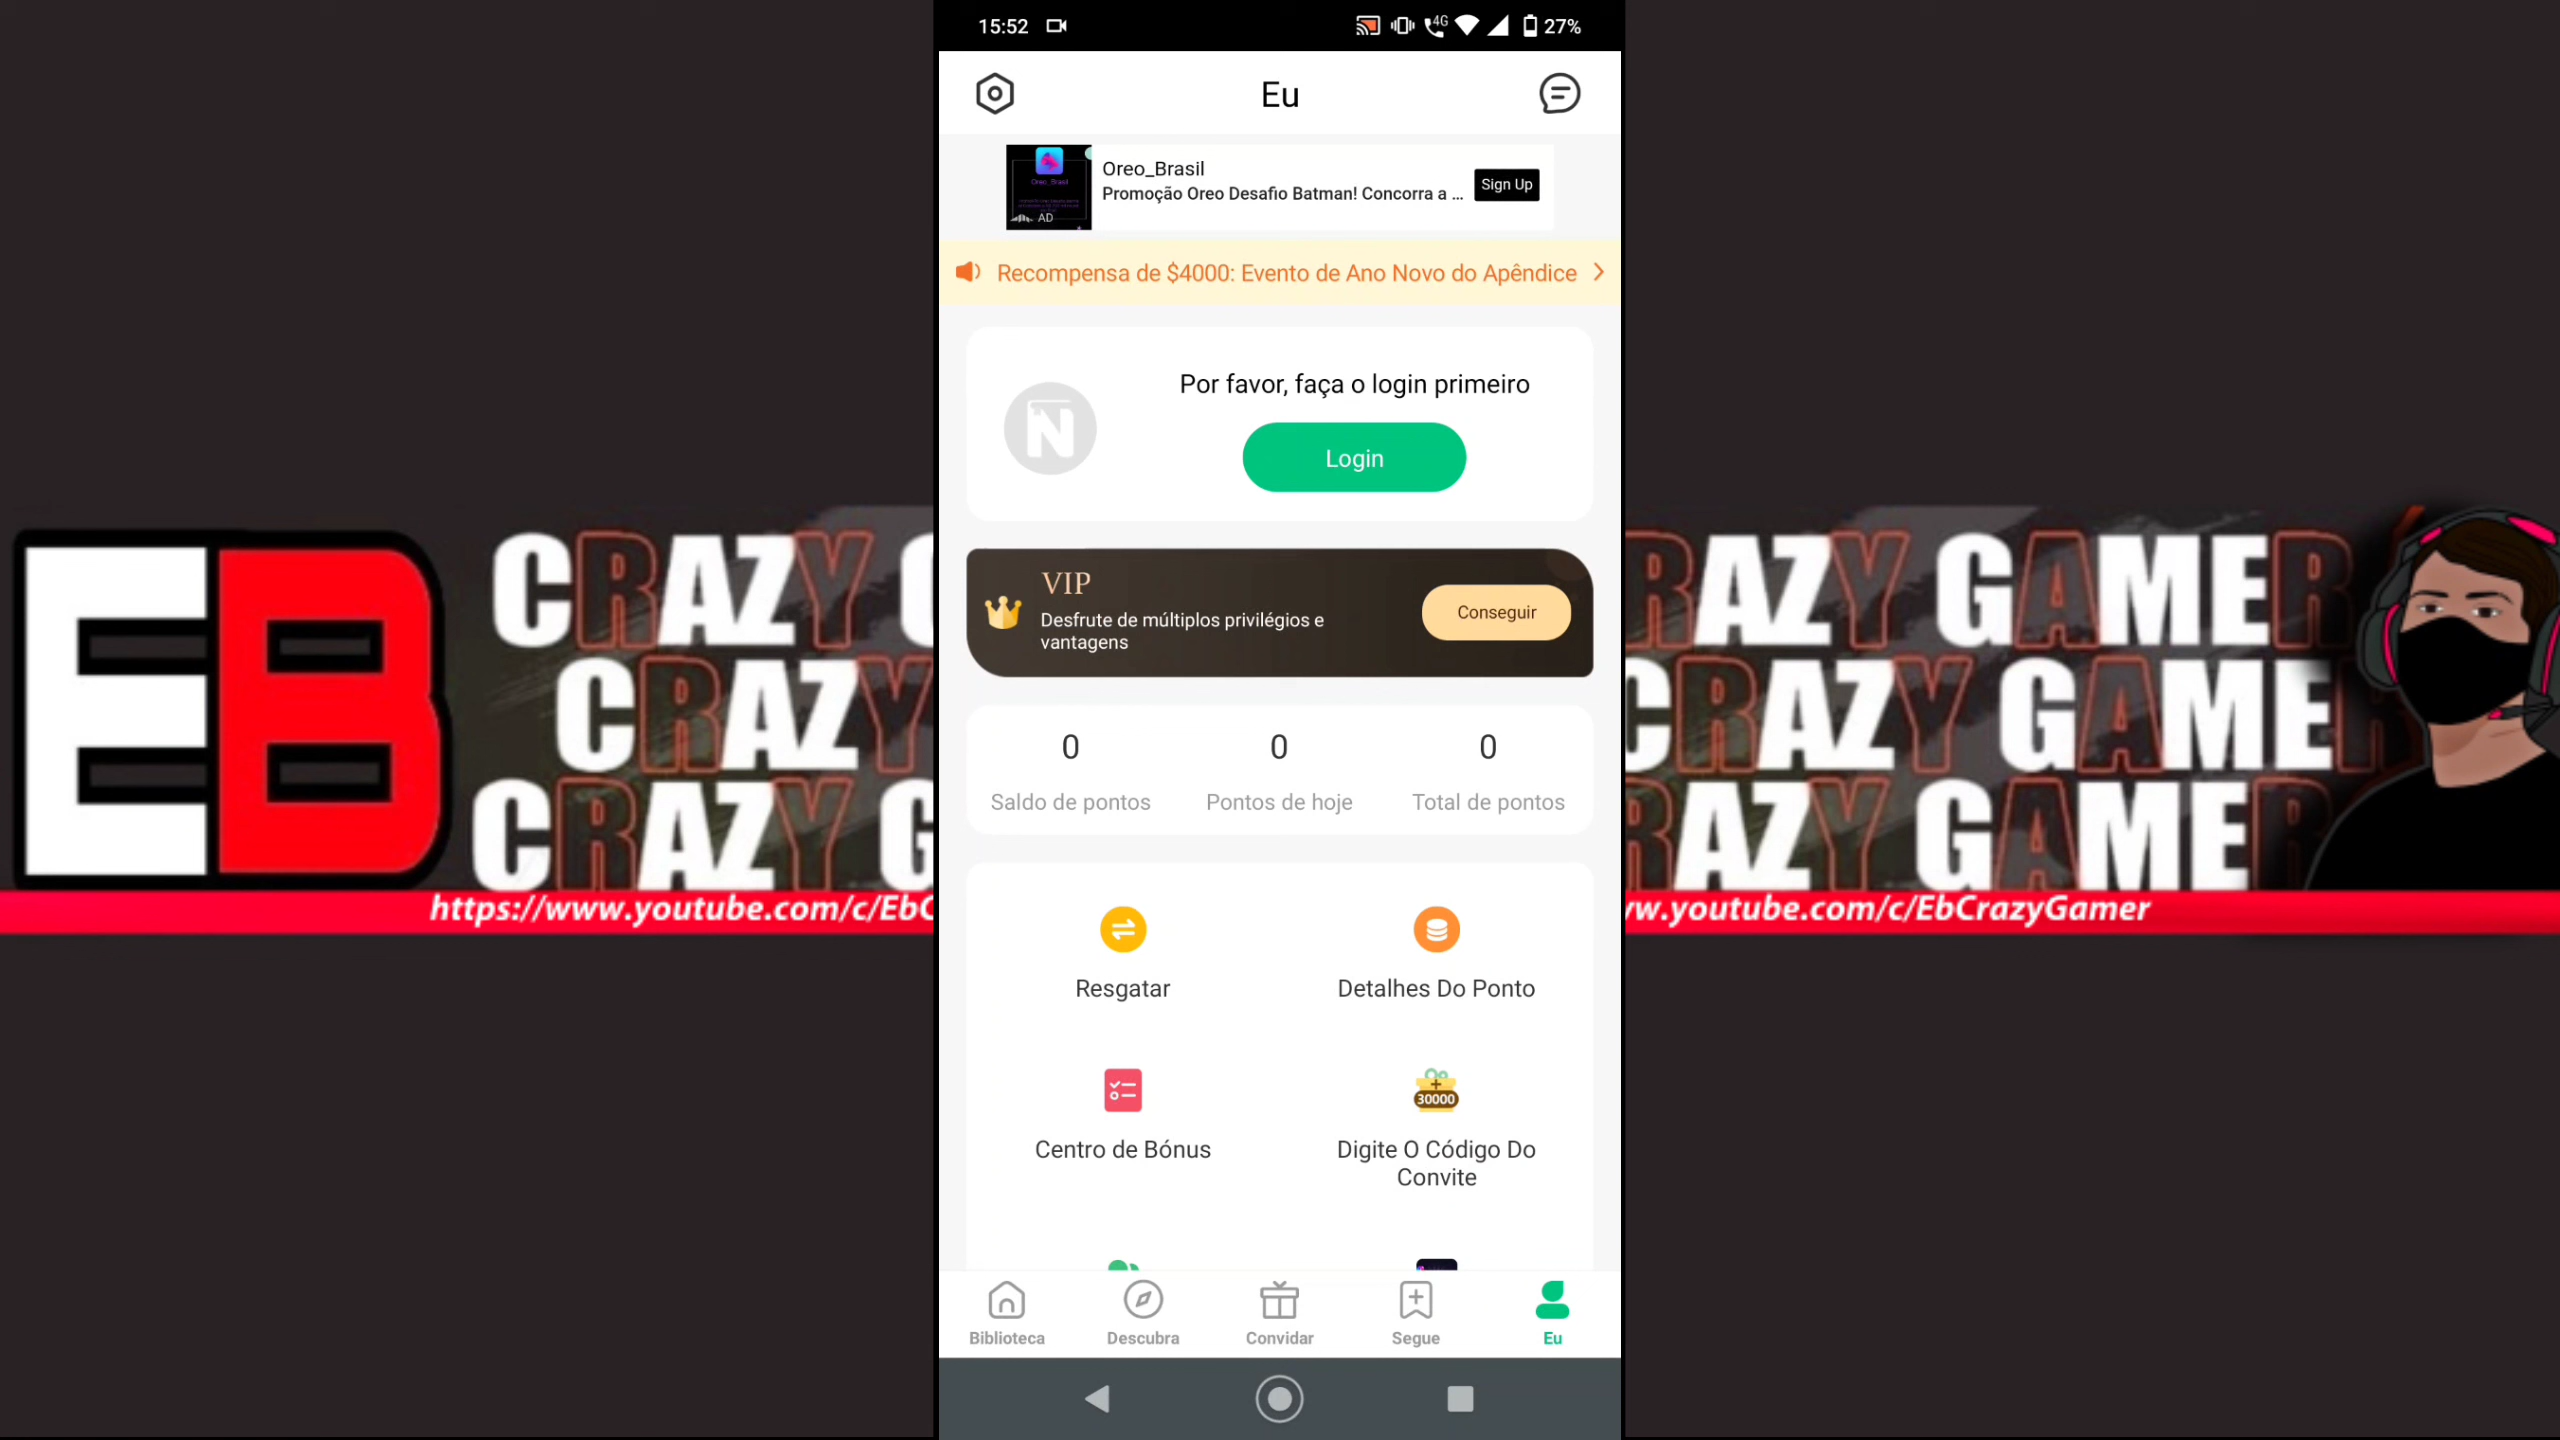 15:52
4G
27%
Eu
Oreo_Brasil
Promoção Oreo Desafio Batman! Concorra a ...
Sign Up
AD
Recompensa de $4000: Evento de Ano Novo do Apêndice
Por favor, faça o login primeiro
Login
VIP
Desfrute de múltiplos privilégios e
vantagens
Conseguir
0
0
0
Saldo de pontos
Pontos de hoje
Total de pontos
Resgatar
Detalhes Do Ponto
Centro de Bónus
+
30000
Digite O Código Do
Convite
Biblioteca
Descubra
Convidar
Segue
Eu
EB
CRAZY G
CRAZY
CRAZY G
https://www.youtube.com/c/EbC
RAZY GAMER
CRAZY GAMER
RAZY GAMER
w.youtube.com/c/EbCrazyGamer